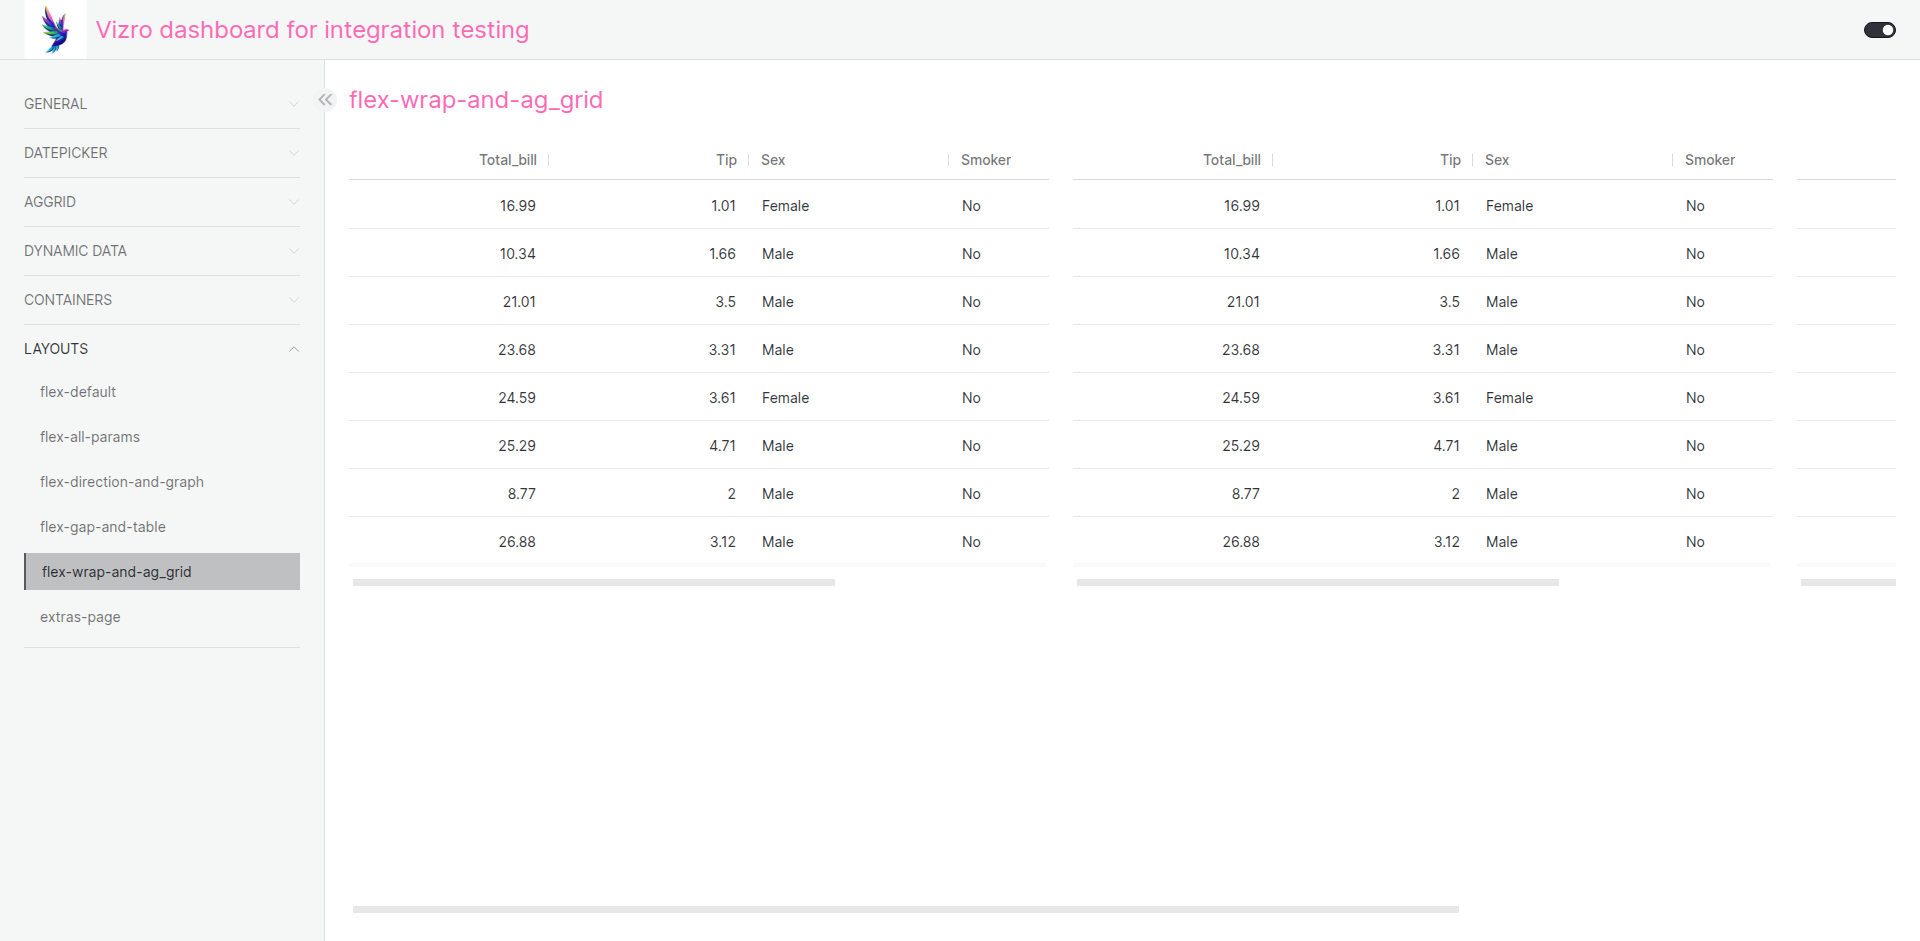 Vizro dashboard for integration testing
GENERAL
DATEPICKER
AGGRID
DYNAMIC DATA
CONTAINERS
LAYOUTS
flex-default
flex-all-params
flex-direction-and-graph
flex-gap-and-table
flex-wrap-and-ag_grid
extras-page
flex-wrap-and-ag_grid
Total_bill Tip Sex Smoker Total_bill Tip Sex Smoker
16.99 1.01 Female No 16.99 1.01 Female No
10.34 1.66 Male No 10.34 1.66 Male No
21.01 3.5 Male No 21.01 3.5 Male No
23.68 3.31 Male No 23.68 3.31 Male No
24.59 3.61 Female No 24.59 3.61 Female No
25.29 4.71 Male No 25.29 4.71 Male No
8.77 2 Male No 8.77 2 Male No
26.88 3.12 Male No 26.88 3.12 Male No